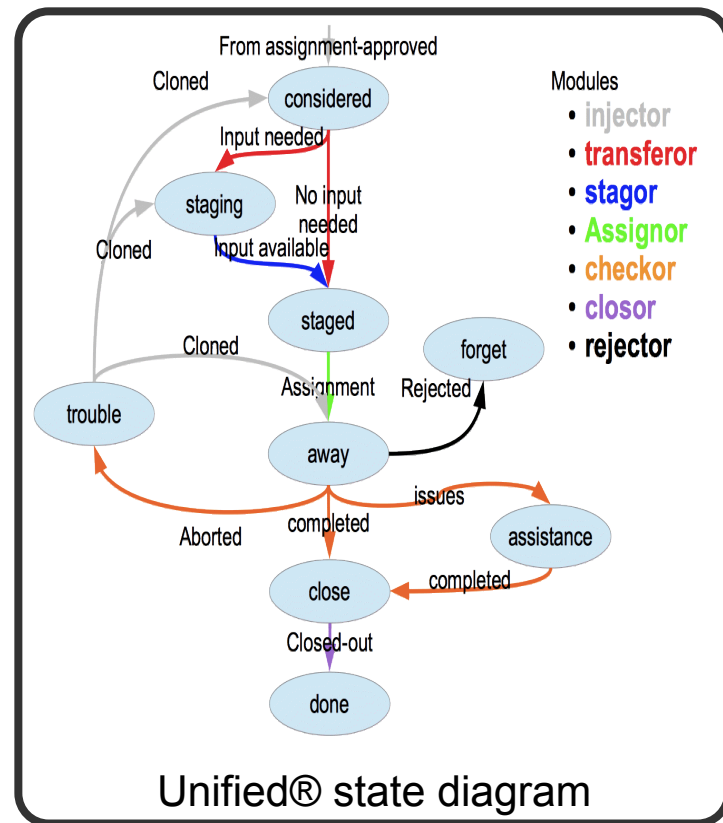 From assignment-approved
Cloned
considered
Modules
• injector
• transferor
• stagor
• Assignor
• checkor
• closor
• rejector
Input needed
staging
No input
needed
Cloned
Input available
staged
Cloned
forget
Assignment
Rejected
trouble
away
issues
Aborted
completed
assistance
close
completed
Closed-out
done
Unified® state diagram